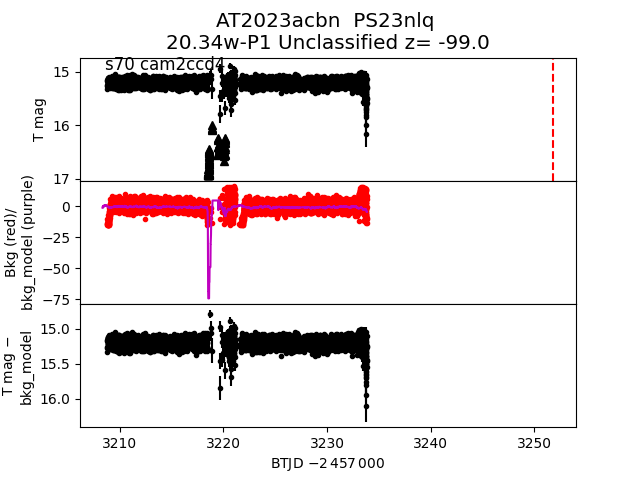 AT2023acbn  PS23nlq
20.34w-P1 Unclassified z= -99.0
s70 cam2ccd4
T mag
15
16
17
Bkg (red)/
bkg_model (purple)
0
−25
−50
−75
T mag −
bkg_model
15.0
15.5
16.0
3210
3220
3230
3240
3250
BTJD −2 457 000